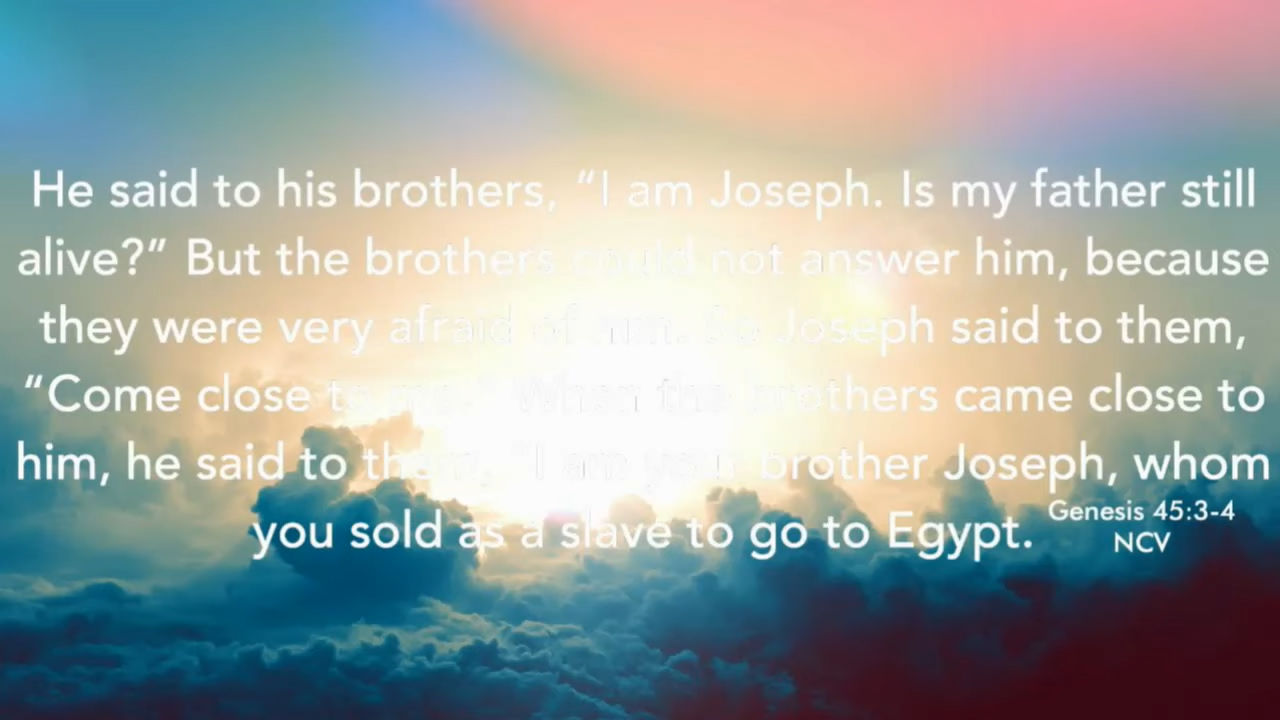 He said to his brothers, “I am Joseph. Is my father still
alive?” But the brothers could not answer him, because
they were very afraid of him. So Joseph said to them,
“Come close to me.” When the brothers came close to
him, he said to them, “I am your brother Joseph, whom
you sold as a slave to go to Egypt.
Genesis 45:3-4
NCV